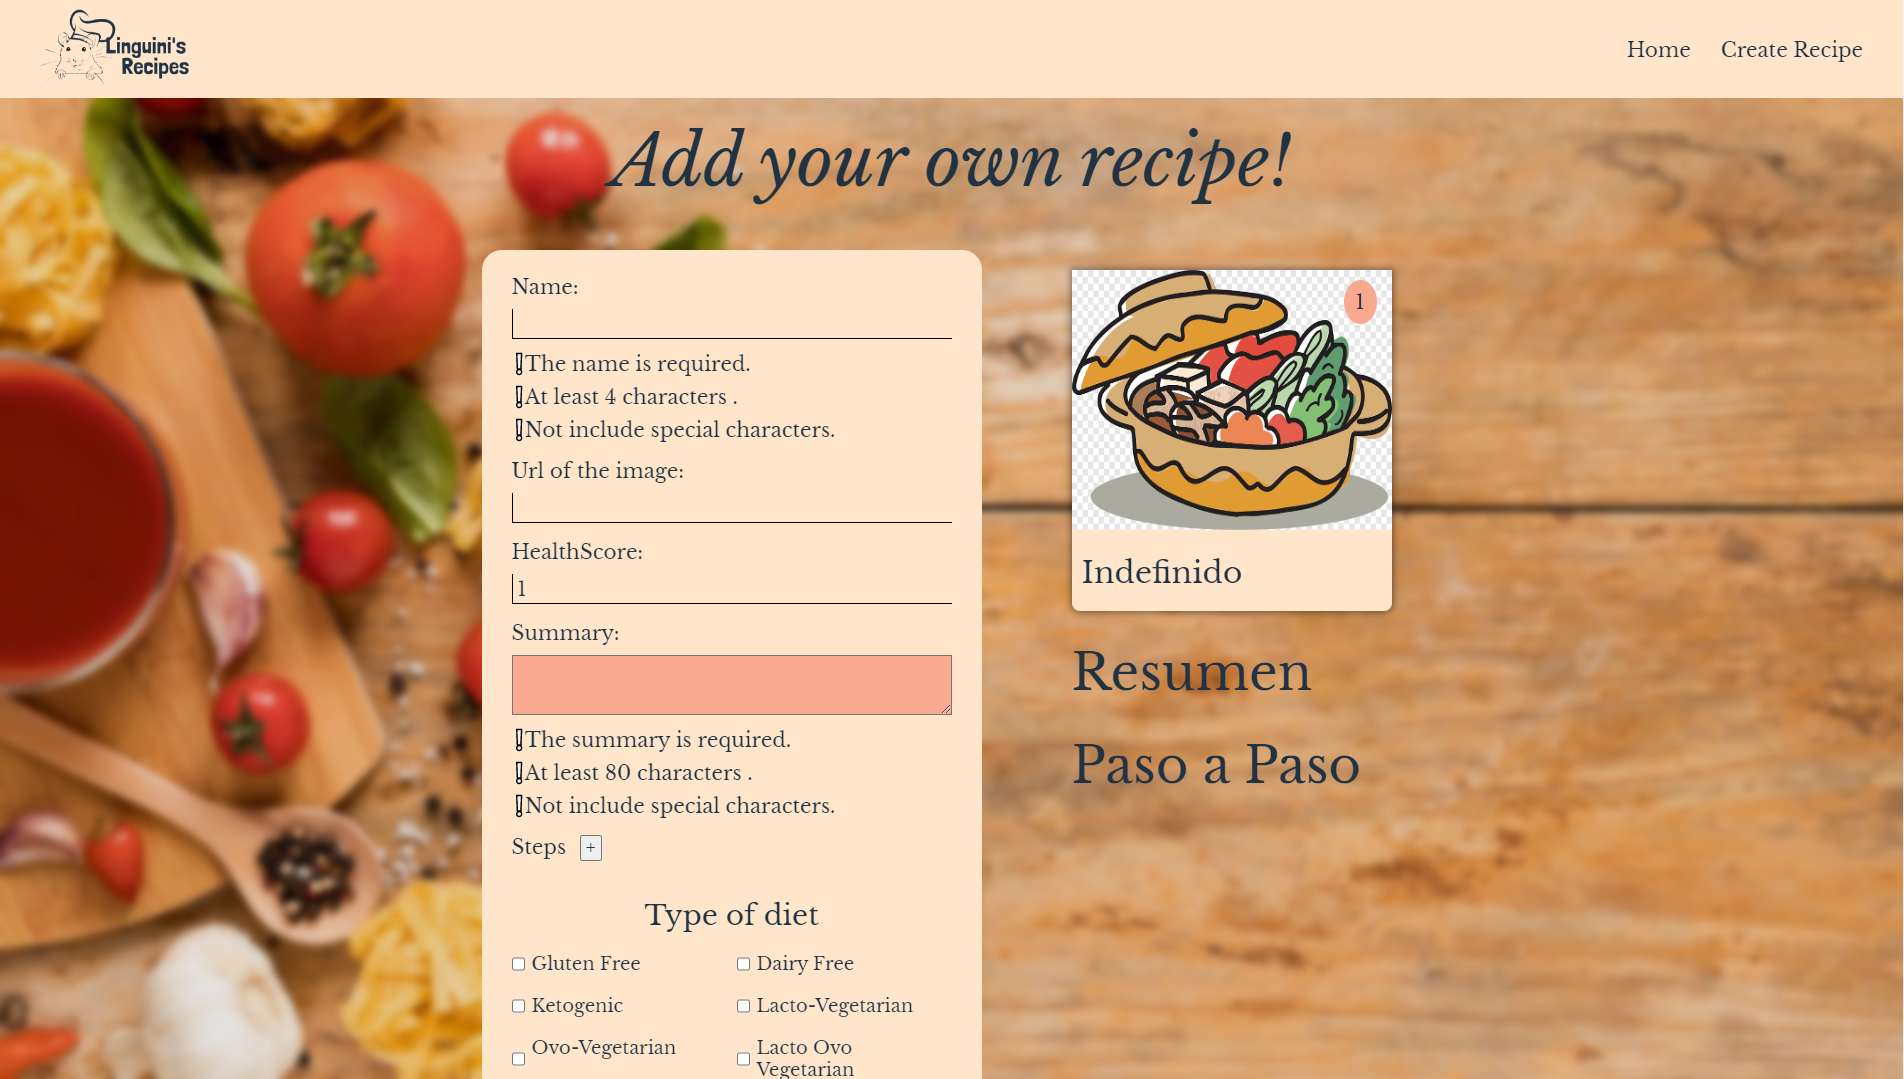 Linguini's
Recipes
Home
Create Recipe
Add your own recipe!
Name:
The name is required.
At least 4 characters .
Not include special characters.
Url of the image:
HealthScore:
1
Summary:
The summary is required.
At least 80 characters .
Not include special characters.
Steps +
Type of diet
Gluten Free
Dairy Free
Ketogenic
Lacto-Vegetarian
Ovo-Vegetarian
Lacto Ovo
Vegetarian
1
Indefinido
Resumen
Paso a Paso